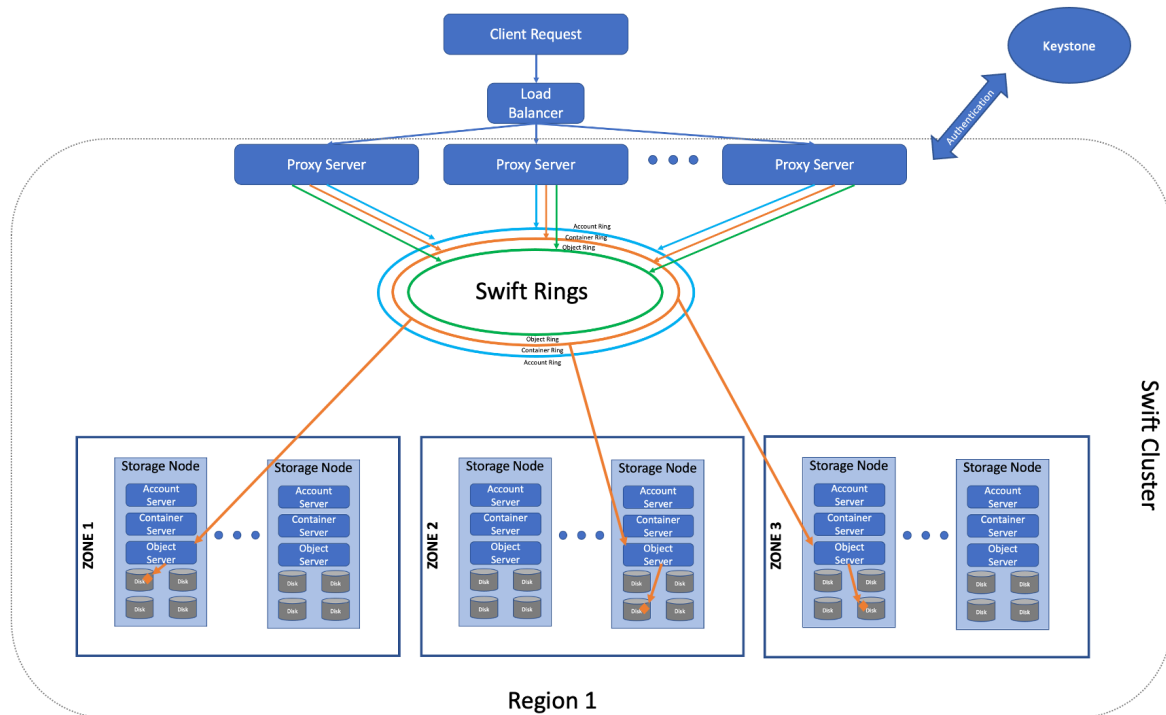 Client Request
Keystone
Load
Balancer
Authentication
Proxy Server
Proxy Server
Proxy Server
Account Ring
Container Ring
Object Ring
Swift Rings
Object Ring
Container Ring
Account Ring
Swift Cluster
ZONE 1
Storage Node
Account
Server
Container
Server
Object
Server
Disk
Disk
Disk
Disk
Storage Node
Account
Server
Container
Server
Object
Server
Disk
Disk
Disk
Disk
ZONE 2
Storage Node
Account
Server
Container
Server
Object
Server
Disk
Disk
Disk
Disk
Storage Node
Account
Server
Container
Server
Object
Server
Disk
Disk
Disk
Disk
ZONE 3
Storage Node
Account
Server
Container
Server
Object
Server
Disk
Disk
Disk
Disk
Storage Node
Account
Server
Container
Server
Object
Server
Disk
Disk
Disk
Disk
Region 1